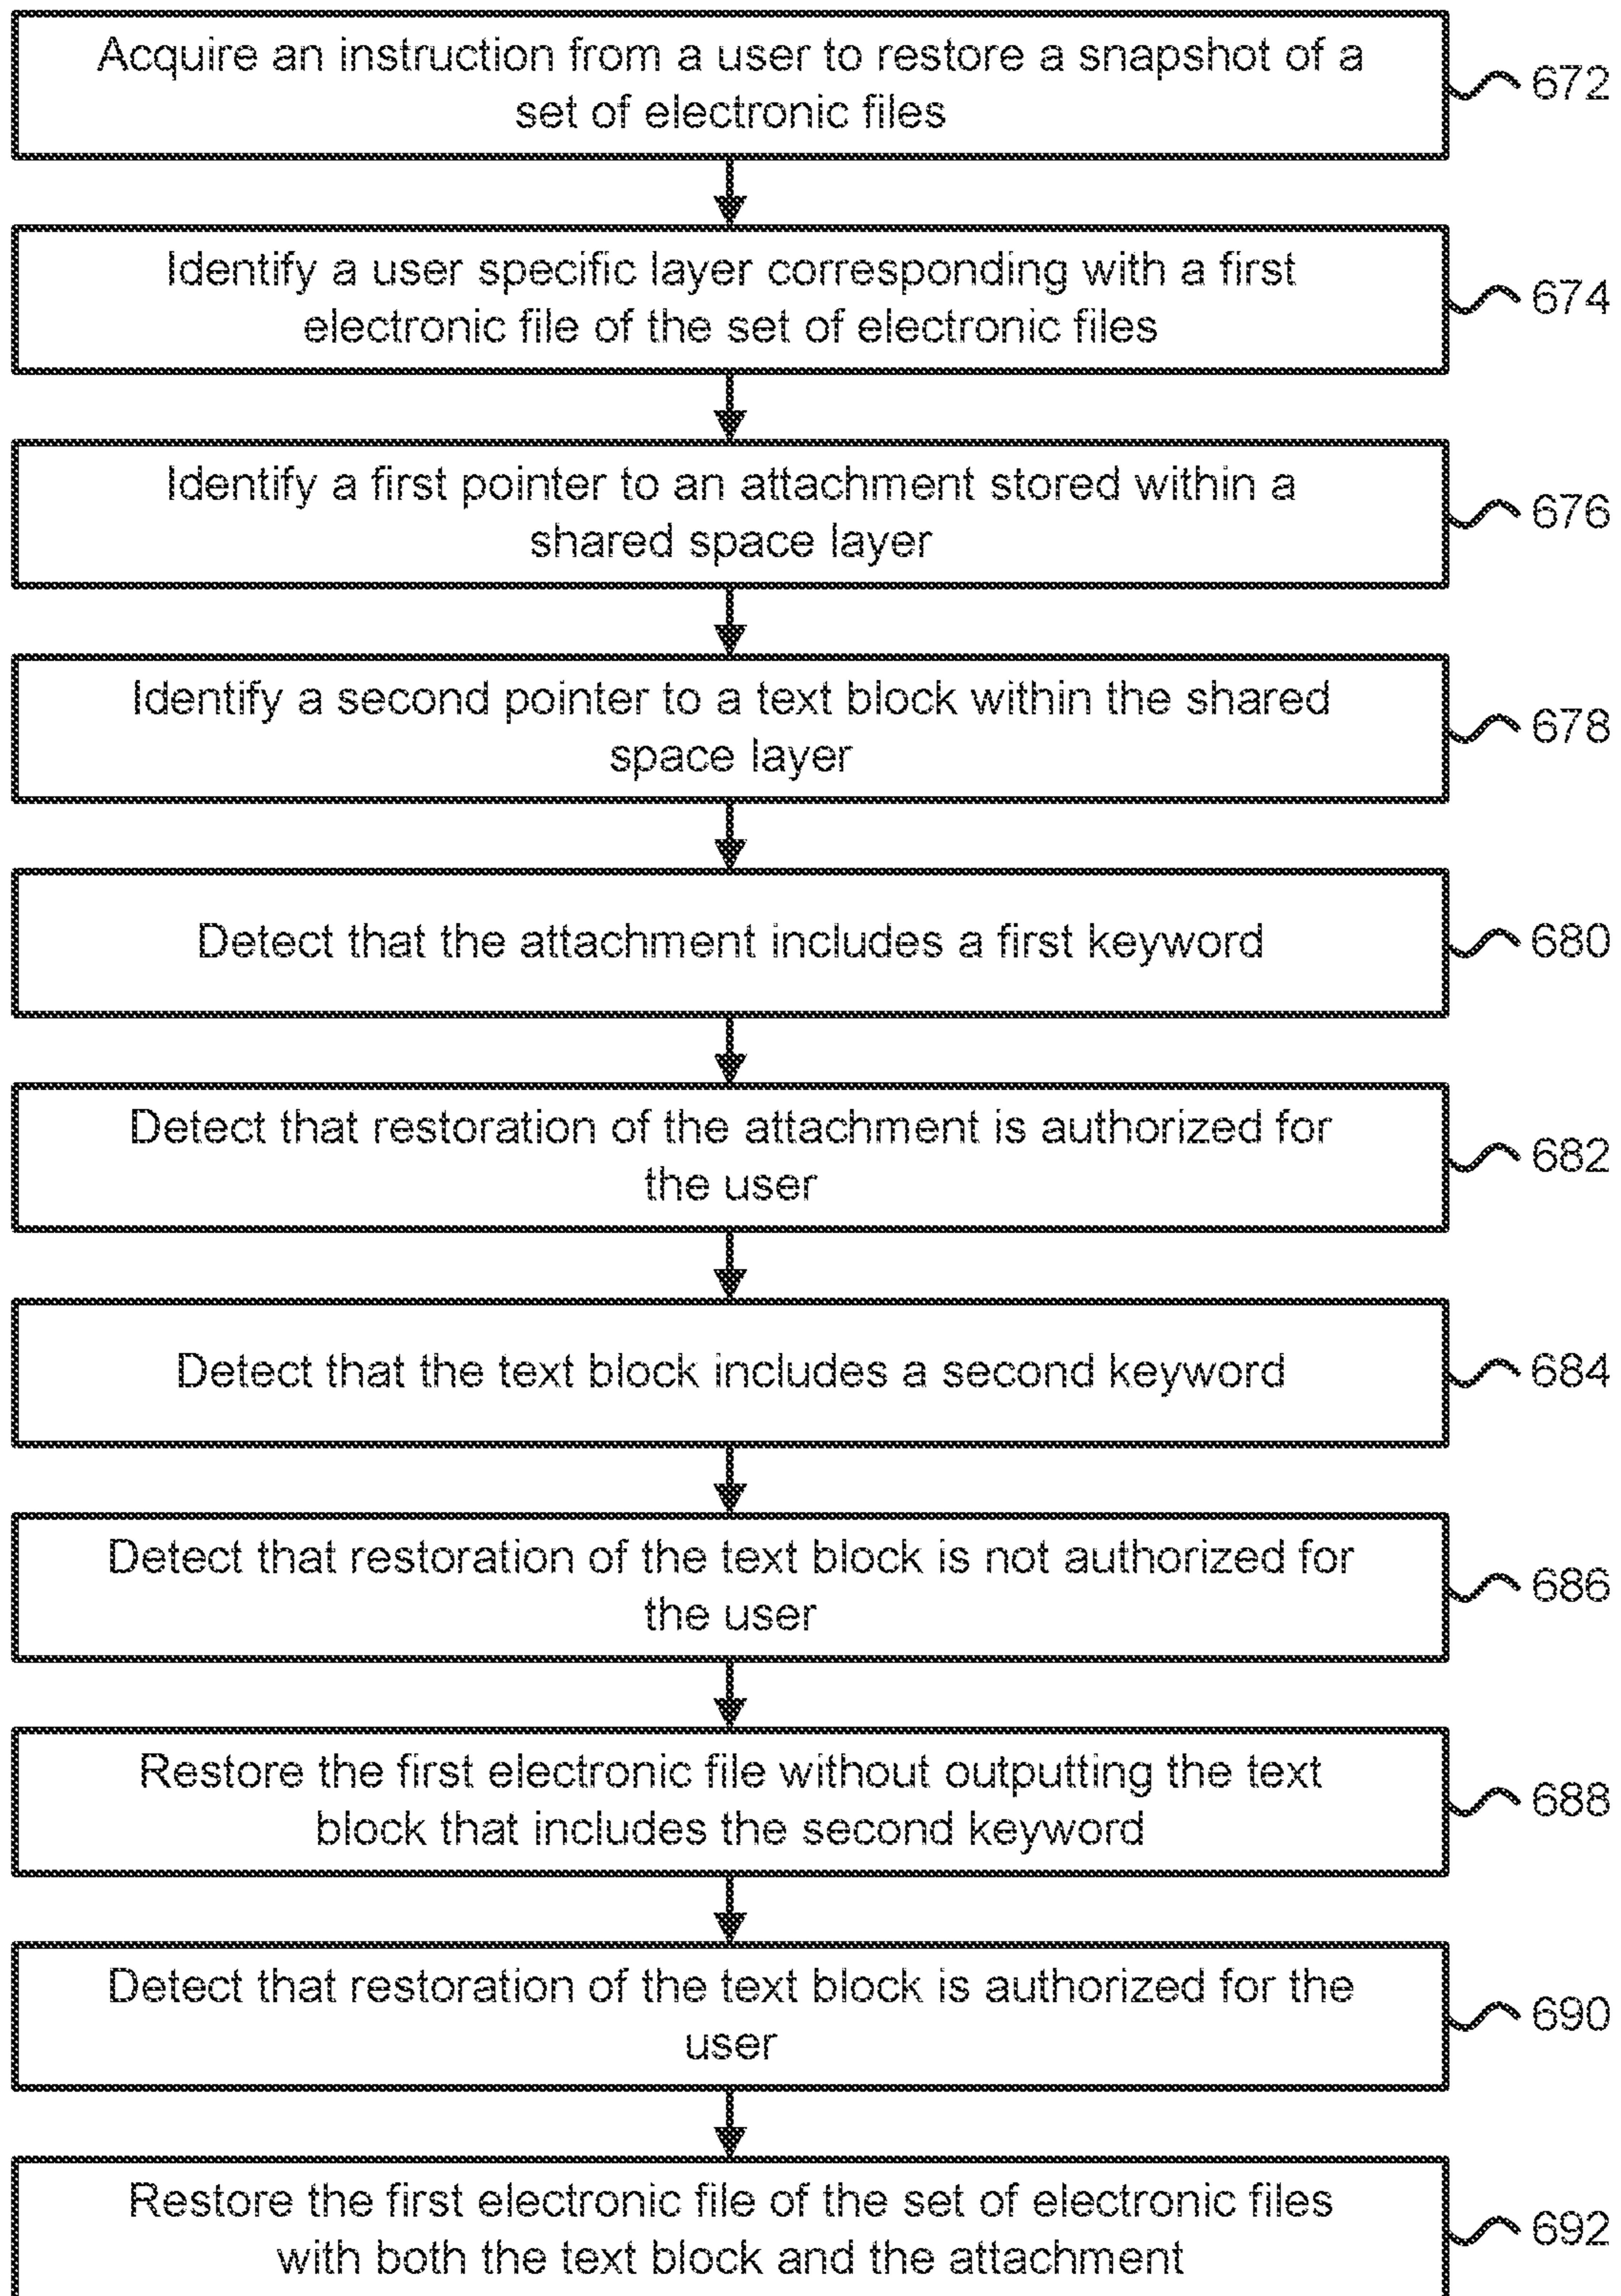 Acquire an instruction from a user to restore a snapshot of a
set of electronic files
672
Identify a user specific layer corresponding with a first
electronic file of the set of electronic files
674
Identify a first pointer to an attachment stored within a
shared space layer
676
Identify a second pointer to a text block within the shared
space layer
678
Detect that the attachment includes a first keyword
680
Detect that restoration of the attachment is authorized for
the user
682
Detect that the text block includes a second keyword
684
Detect that restoration of the text block is not authorized for
the user
686
Restore the first electronic file without outputting the text
block that includes the second keyword
688
Detect that restoration of the text block is authorized for the
user
690
Restore the first electronic file of the set of electronic files
with both the text block and the attachment
692